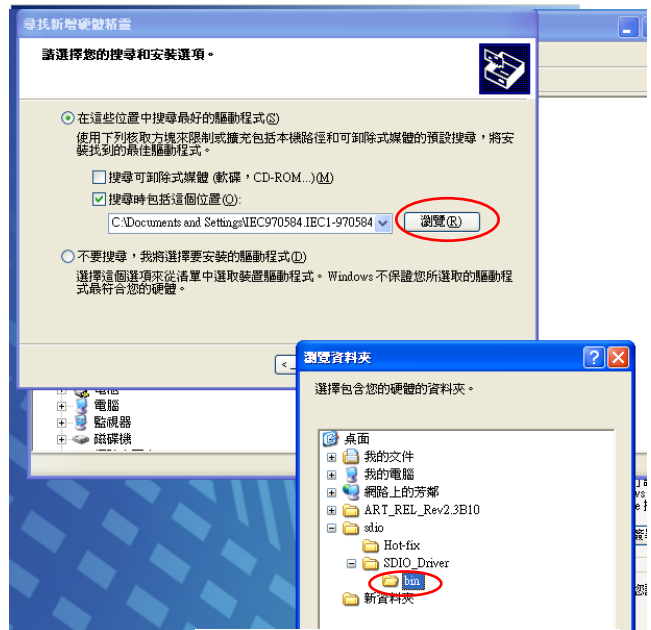 尋找新增硬體精靈
請選擇您的搜尋和安裝選項。
在這些位置中搜尋最好的驅動程式(S)
使用下列核取方塊來限制或擴充包括本機路徑和可卸除式媒體的預設搜尋，將安
裝找到的最佳驅動程式。
搜尋可卸除式媒體 (軟碟，CD-ROM...)(M)
搜尋時包括這個位置(O):
C:\Documents and Settings\IEC970584.IEC1-970584
瀏覽(R)
不要搜尋，我將選擇要安裝的驅動程式(D)
選擇這個選項來從清單中選取裝置驅動程式。Windows 不保證您所選取的驅動程
式最符合您的硬體。
<
電腦
監視器
磁碟機
瀏覽資料夾
選擇包含您的硬體的資料夾。
桌面
我的文件
我的電腦
網路上的芳鄰
ART_REL_Rev2.3B10
sdio
Hot-fix
SDIO_Driver
bin
新資料夾